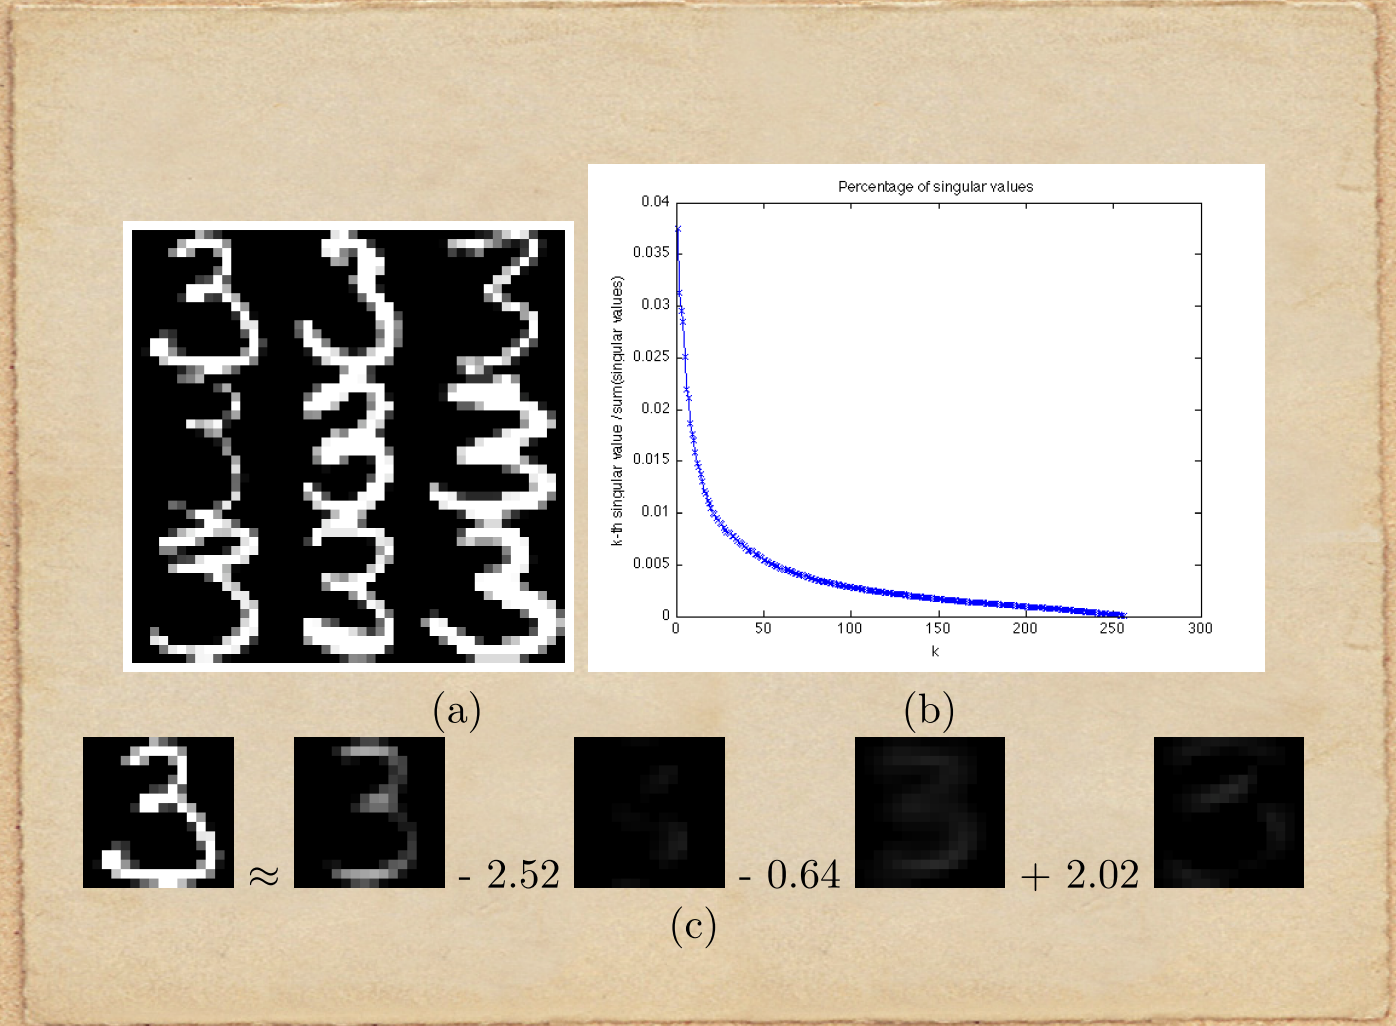 Percentage of singular values
k-th singular value / sum(singular values)
0.04
0.035
0.03
0.025
0.02
0.015
0.01
0.005
0
0 50 100 150 200 250 300
k
(a) (b)
≈ - 2.52 - 0.64 + 2.02
(c)